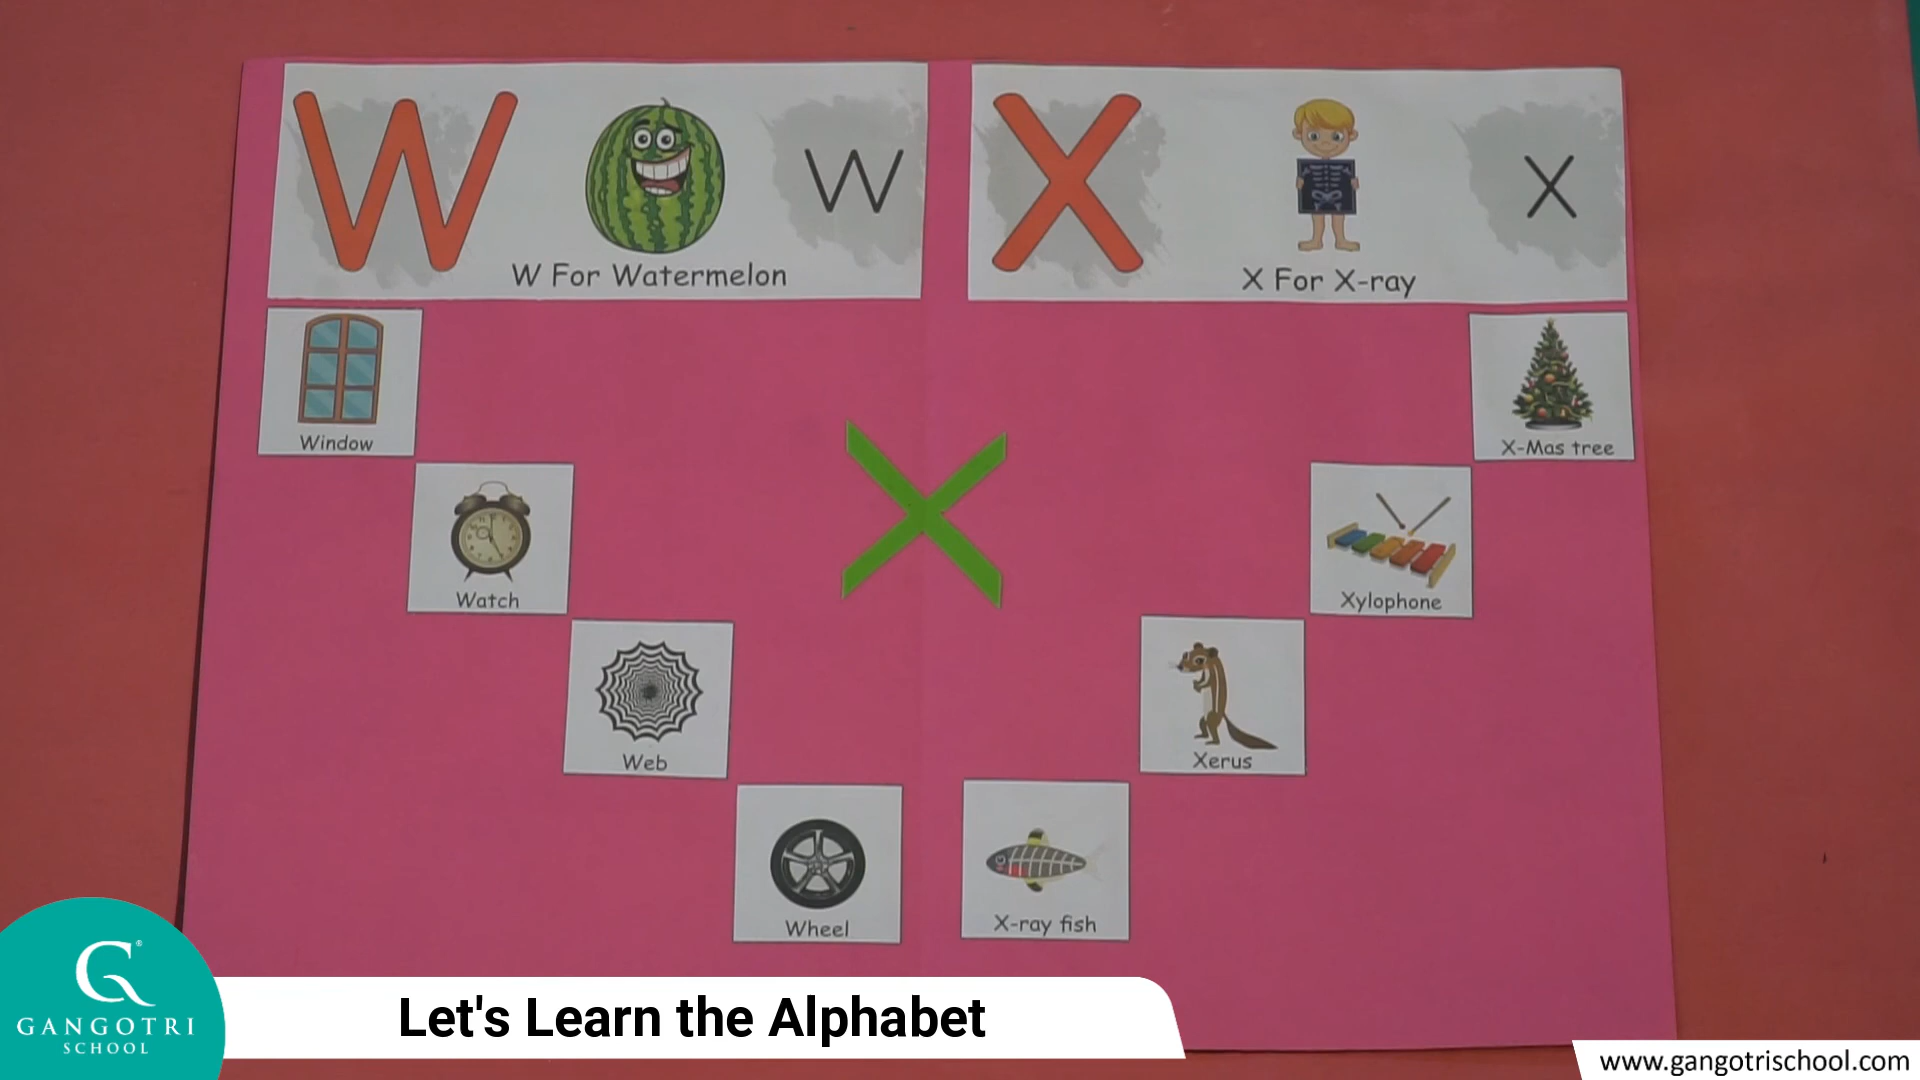 W
w
W For Watermelon
X
x
X For X-ray
Window
X-Mas tree
Watch
X
Xylophone
Web
Xerus
Wheel
X-ray fish
Let's Learn the Alphabet
GANGOTRI
SCHOOL
www.gangotrischool.com